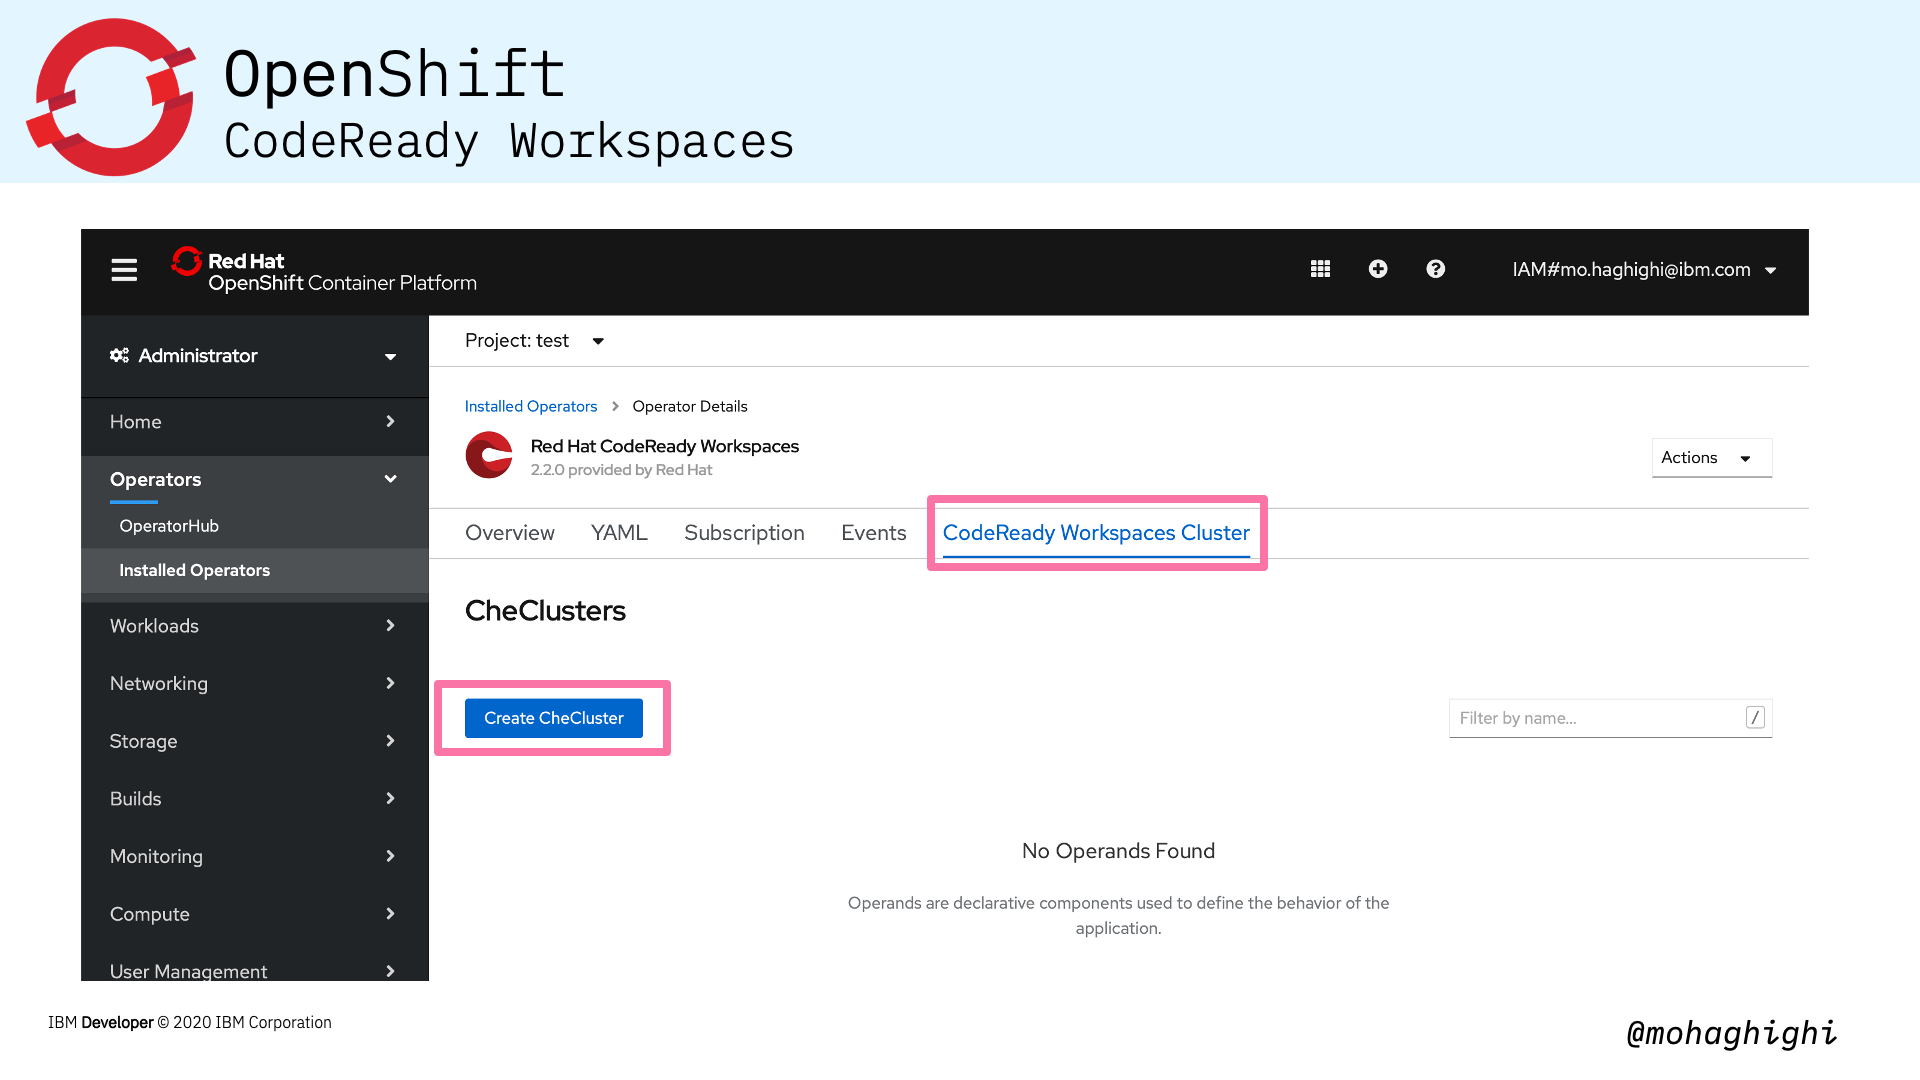 OpenShift
CodeReady Workspaces
Red Hat
OpenShift Container Platform
IAM#mo.haghighi@ibm.com
Administrator
Home
Operators
OperatorHub
Installed Operators
Workloads
Networking
Storage
Builds
Monitoring
Compute
User Management
Project: test
Installed Operators > Operator Details
Red Hat CodeReady Workspaces
2.2.0 provided by Red Hat
Actions
Overview YAML Subscription Events CodeReady Workspaces Cluster
CheClusters
Create CheCluster
Filter by name... /
No Operands Found
Operands are declarative components used to define the behavior of the
application.
IBM Developer © 2020 IBM Corporation
@mohaghighi